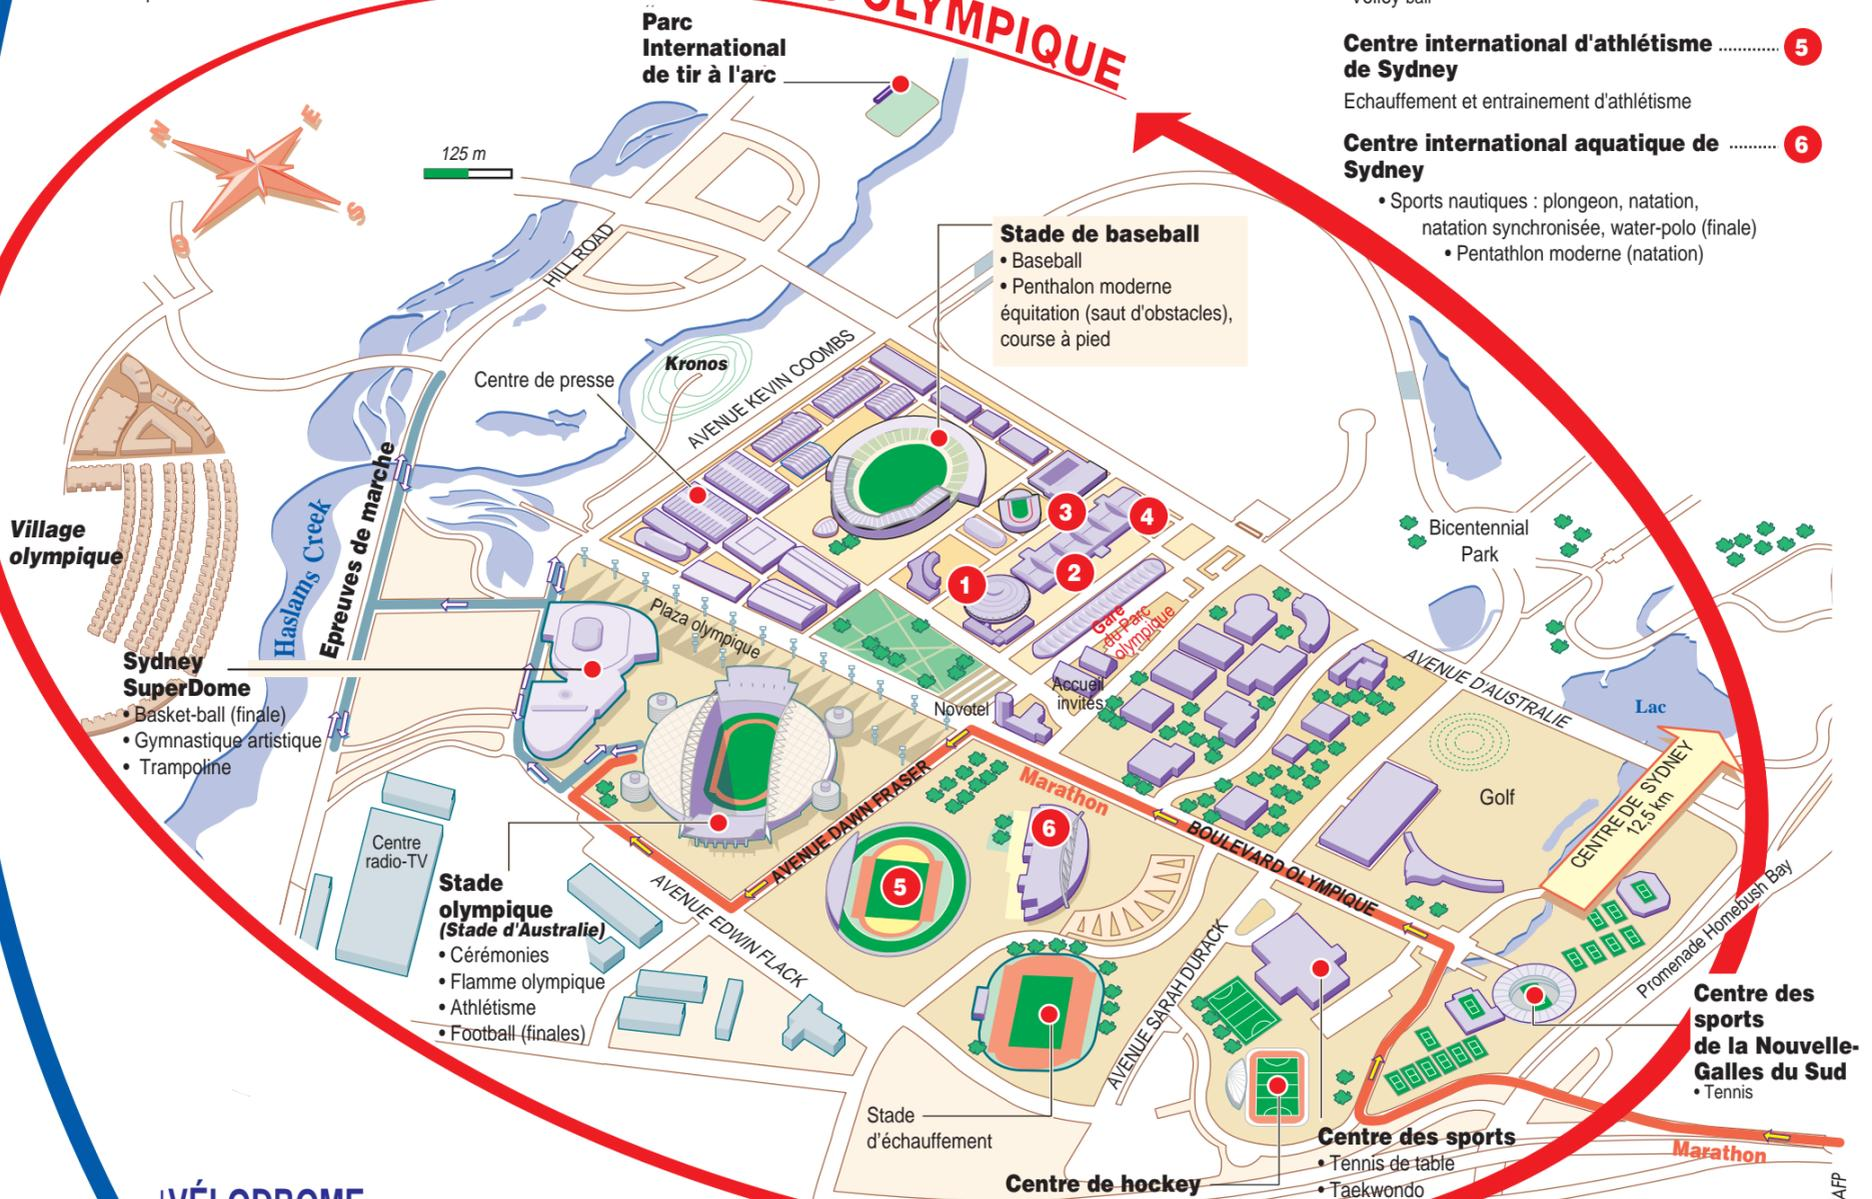 OLYMPIQUE
Parc
International
de tir à l'arc
N
E
S
O
125 m
Centre international d'athlétisme
de Sydney
5
Echauffement et entrainement d'athlétisme
Centre international aquatique de
Sydney
6
• Sports nautiques : plongeon, natation,
natation synchronisée, water-polo (finale)
• Pentathlon moderne (natation)
Stade de baseball
• Baseball
• Penthalon moderne
équitation (saut d'obstacles),
course à pied
HILL ROAD
Kronos
AVENUE KEVIN COOMBS
Centre de presse
Village
olympique
Haslams Creek
Epreuves de marche
3
4
1
2
Bicentennial
Park
Plaza olympique
Gare
du Parc
olympique
Accueil
invités
Novotel
AVENUE D'AUSTRALIE
Lac
Sydney
SuperDome
• Basket-ball (finale)
• Gymnastique artistique
• Trampoline
Marathon
AVENUE DAWN FRASER
BOULEVARD OLYMPIQUE
Golf
CENTRE DE SYDNEY
12,5 km
Centre
radio-TV
6
5
Stade
olympique
(Stade d'Australie)
• Cérémonies
• Flamme olympique
• Athlétisme
• Football (finales)
AVENUE EDWIN FLACK
AVENUE SARAH DURACK
Promenade Homebush Bay
Centre des
sports
de la Nouvelle-
Galles du Sud
• Tennis
Stade
d'échauffement
Centre de hockey
Centre des sports
• Tennis de table
• Taekwondo
Marathon
AFP
VÉLODROME